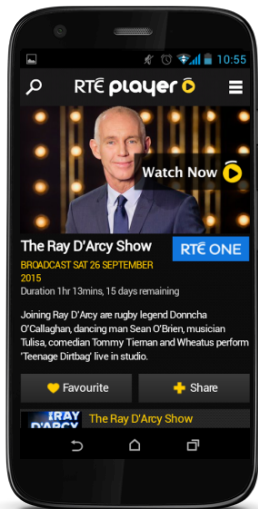 10:55
RTÉ player
Watch Now
The Ray D'Arcy Show
RTÉ ONE
BROADCAST SAT 26 SEPTEMBER
2015
Duration 1hr 13mins, 15 days remaining
Joining Ray D'Arcy are rugby legend Donncha
O'Callaghan, dancing man Sean O'Brien, musician
Tulisa, comedian Tommy Tiernan and Wheatus perform
'Teenage Dirtbag' live in studio.
Favourite
Share
RAY
D'ARCY
The Ray D'Arcy Show